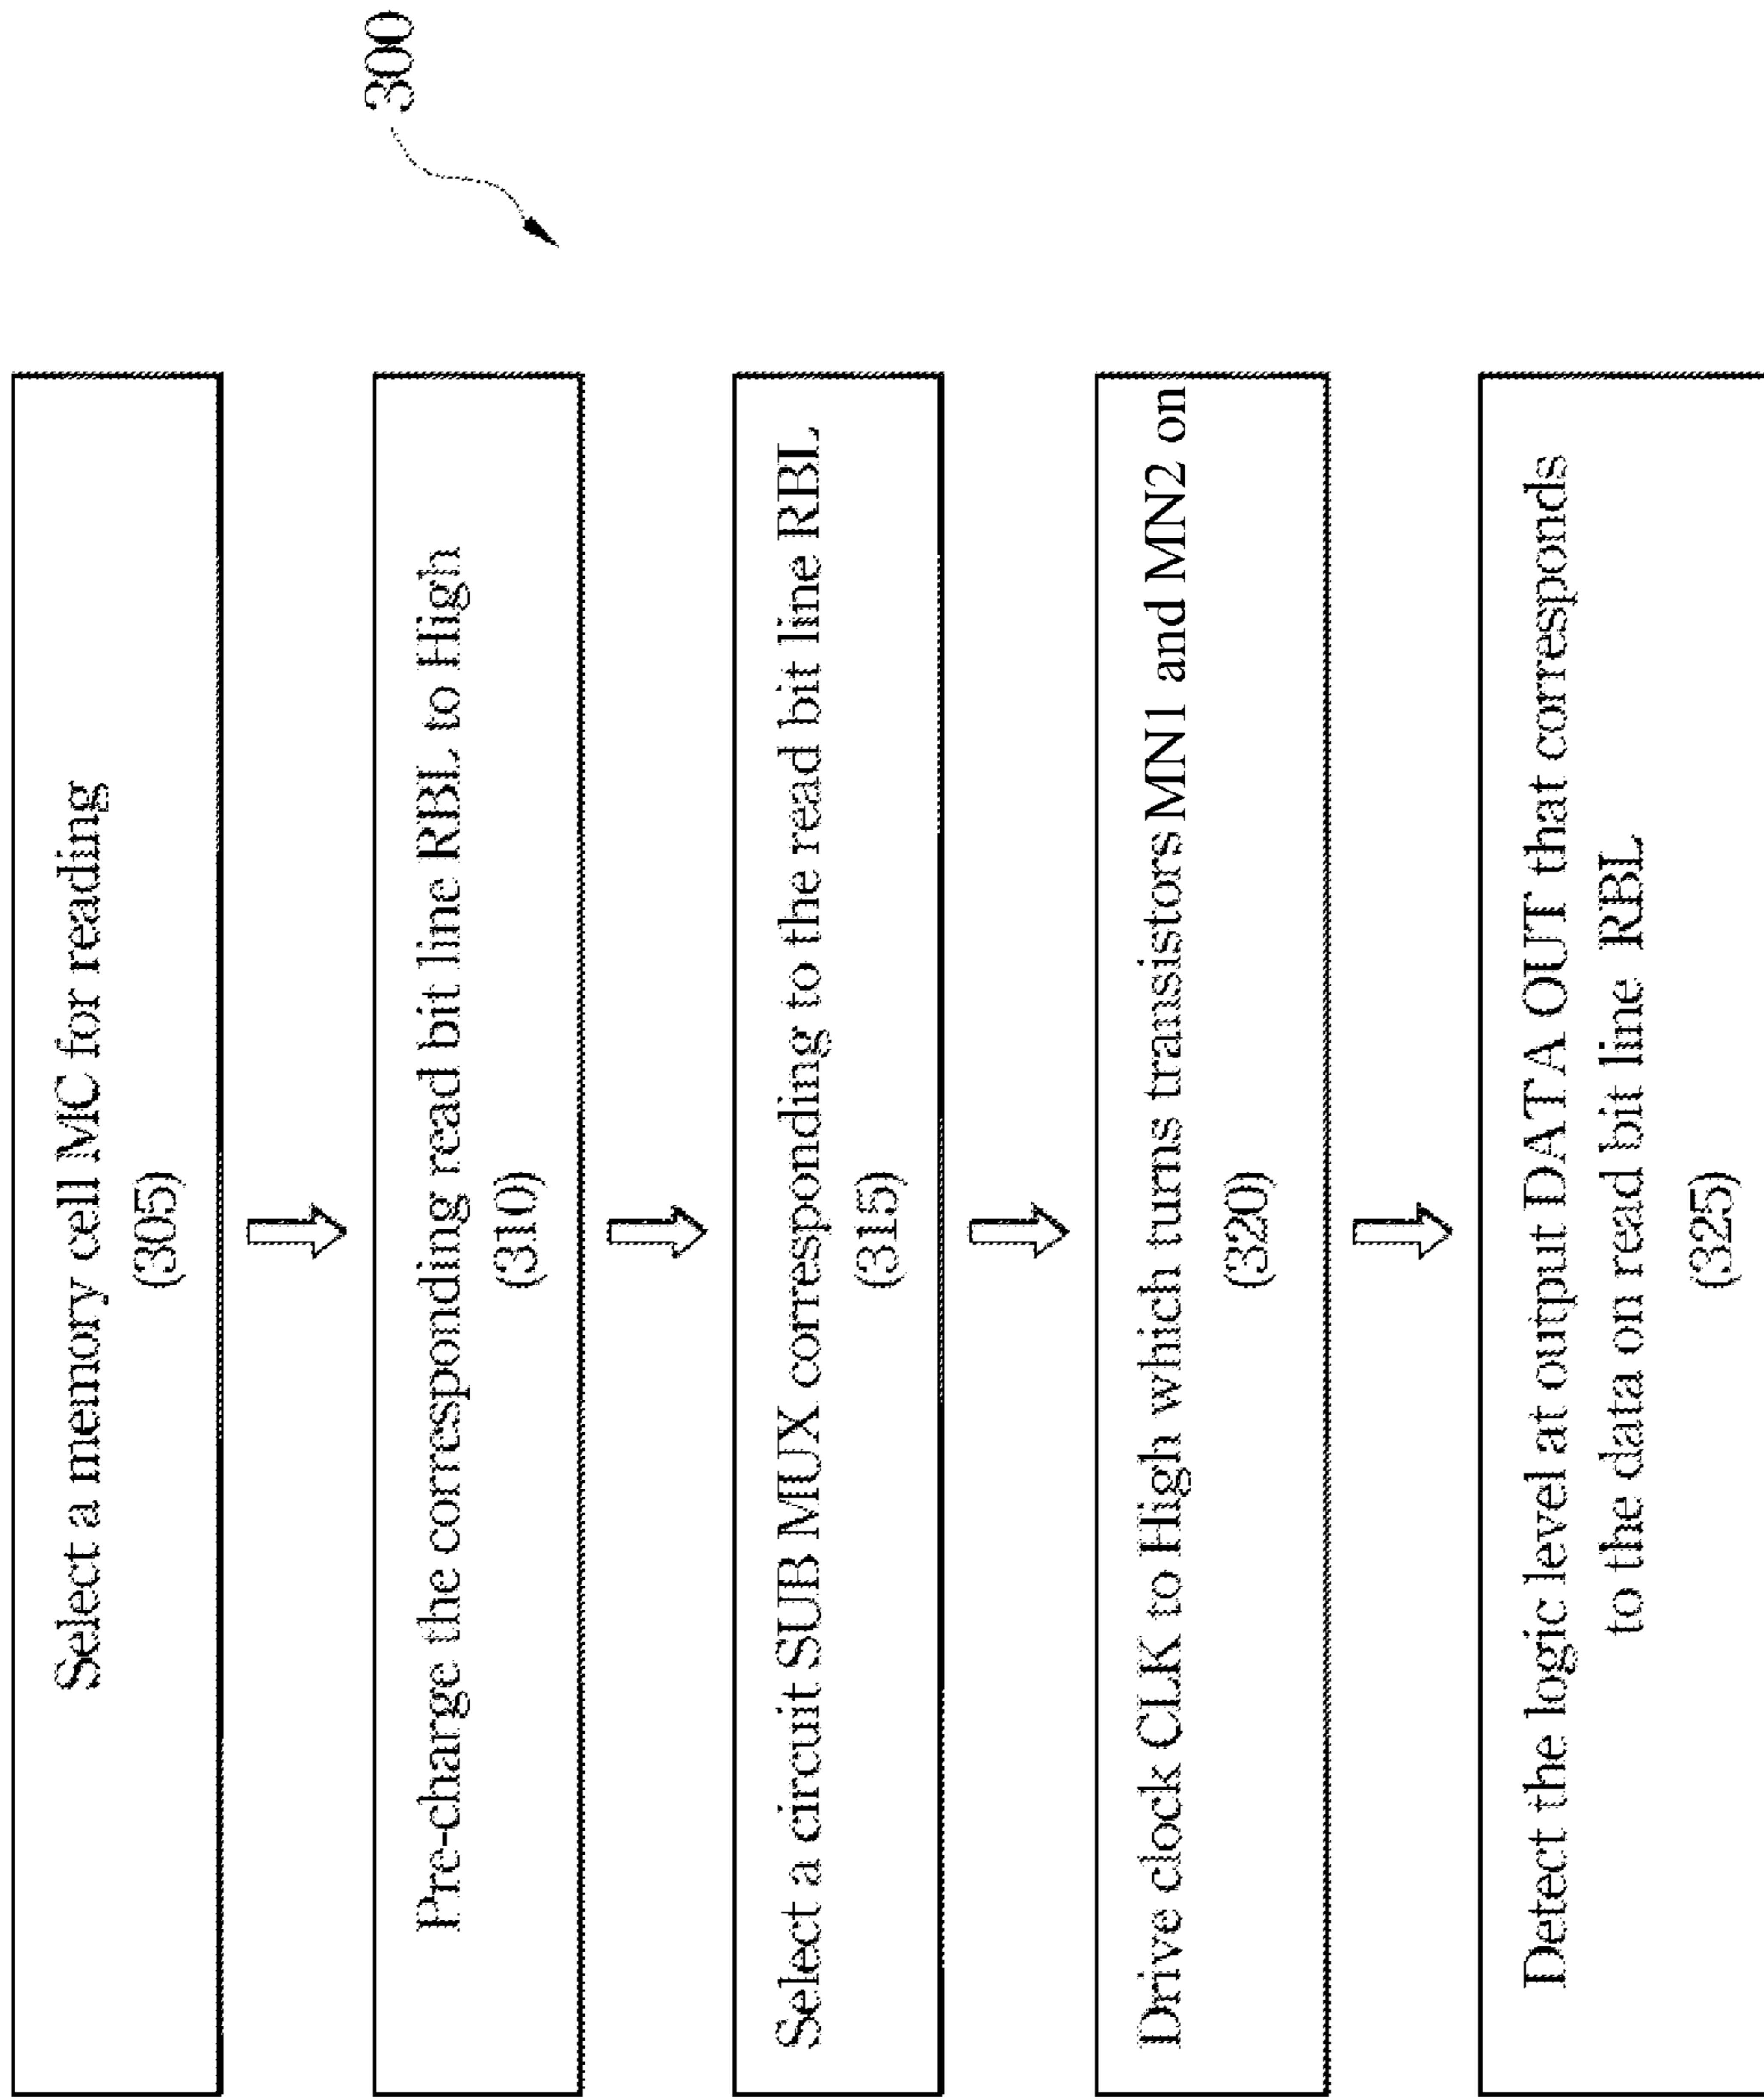 300
Select a memory cell MC for reading
(305)
Pre-charge the corresponding read bit line RBL to High
(310)
Select a circuit SUB MUX corresponding to the read bit line RBL
(315)
Drive clock CLK to High which turns transistors MN1 and MN2 on
(320)
Detect the logic level at output DATA OUT that corresponds
to the data on read bit line RBL
(325)